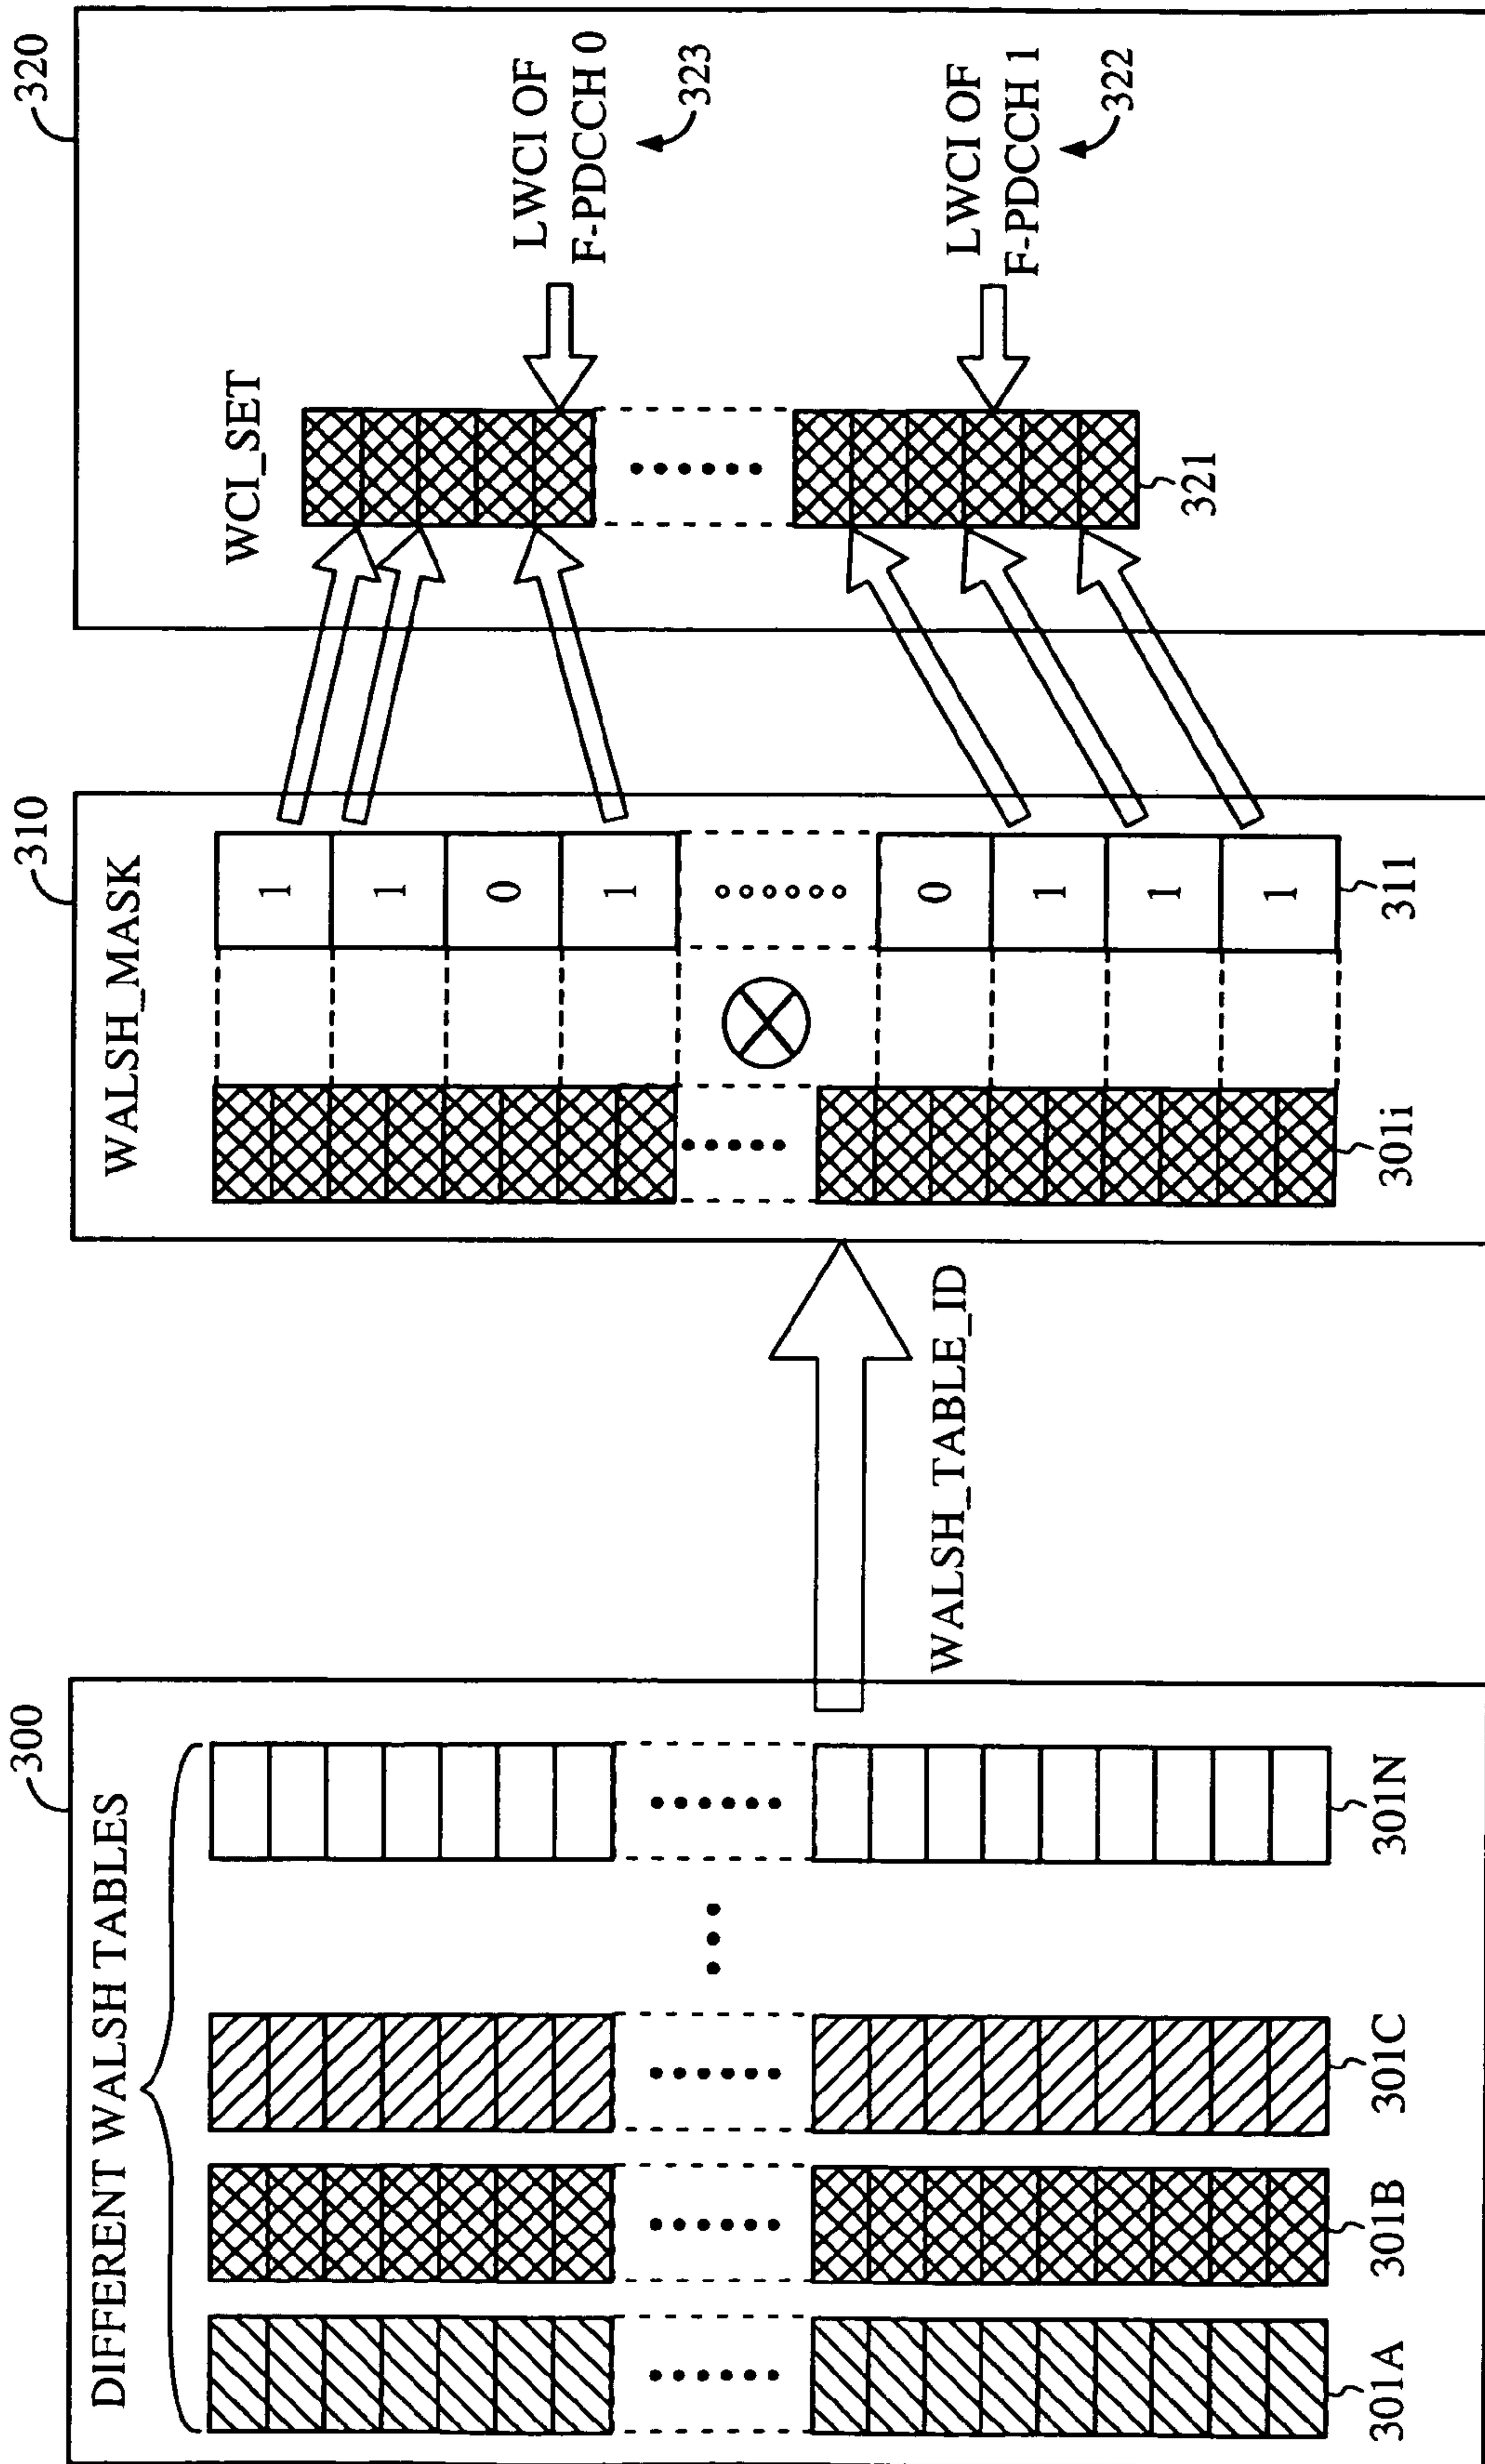 300
DIFFERENT WALSH TABLES
301A
301B
301C
301N
WALSH_TABLE_ID
310
WALSH_MASK
1
1
0
1
0
1
1
1
301i
311
320
WCI_SET
LWCI OF
F-PDCCH 0
323
LWCI OF
F-PDCCH 1
322
321